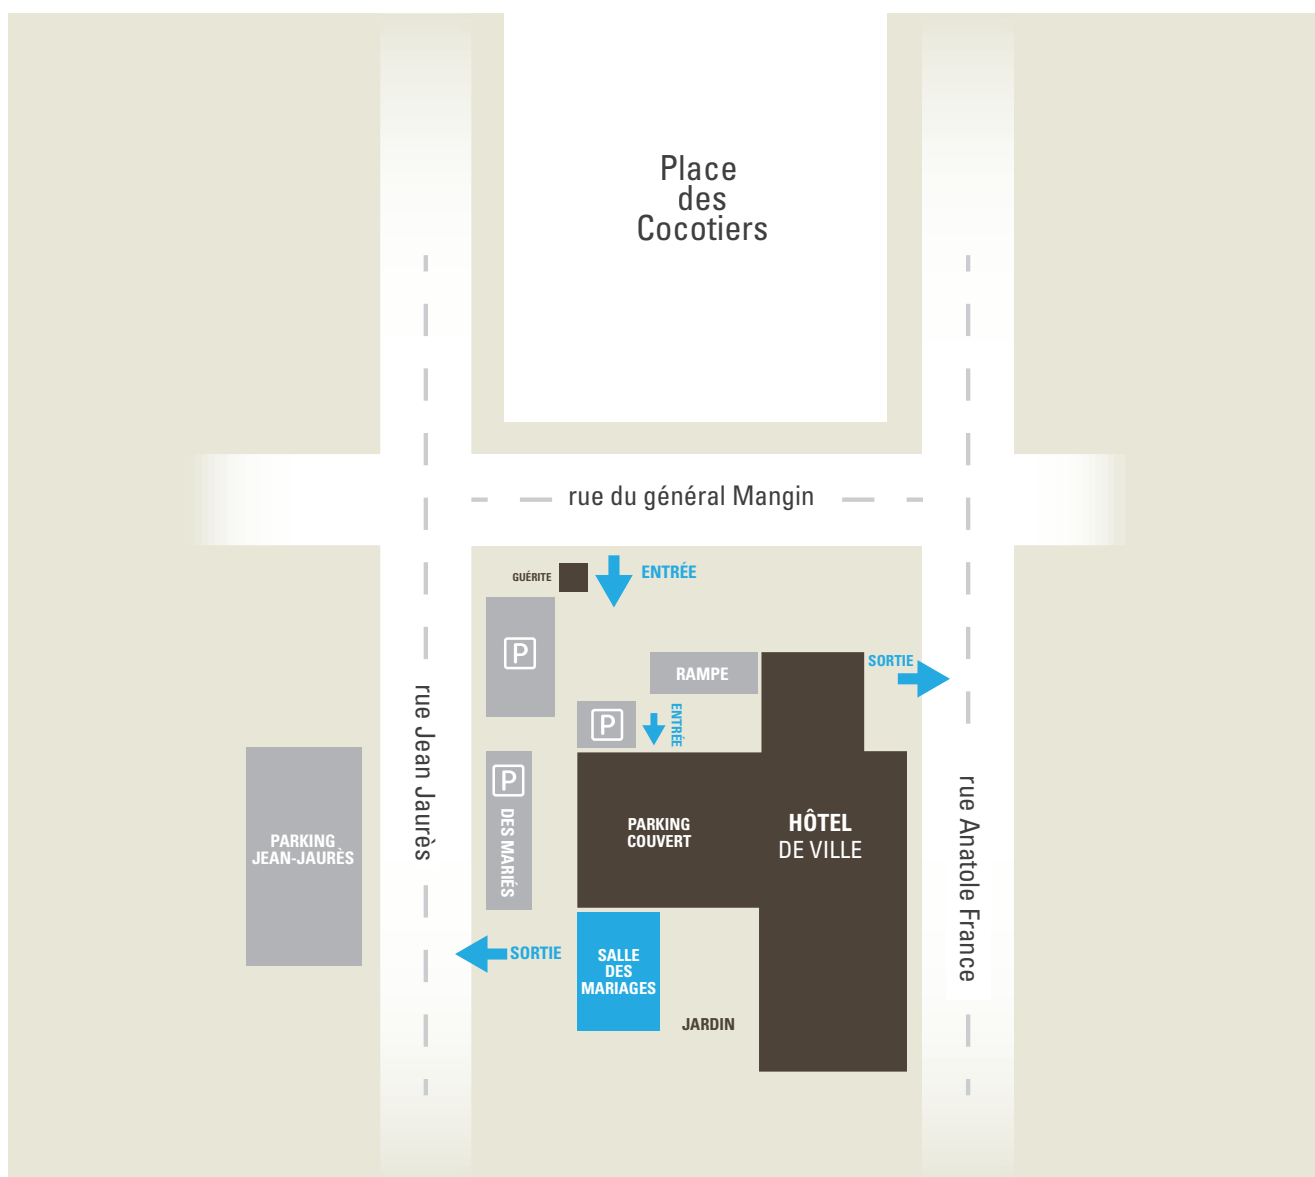 Place
des
Cocotiers
rue du général Mangin
GUÉRITE
ENTRÉE
P
RAMPE
SORTIE
P
ENTRÉE
rue Jean Jaurès
P
DES MARIÉS
PARKING
JEAN-JAURÈS
PARKING
COUVERT
HÔTEL
DE VILLE
rue Anatole France
SORTIE
SALLE
DES
MARIAGES
JARDIN